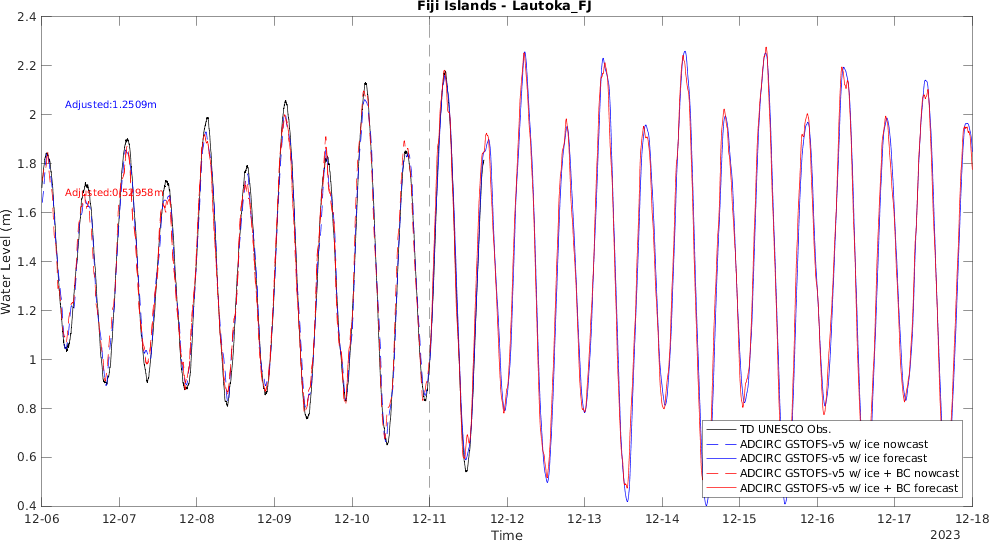 Fiji Islands - Lautoka_FJ
2.4
2.2
2
1.8
1.6
1.4
1.2
1
0.8
0.6
0.4
Water Level (m)
Adjusted:1.2509m
Adjusted:0.52958m
TD UNESCO Obs.
ADCIRC GSTOFS-v5 w/ ice nowcast
ADCIRC GSTOFS-v5 w/ ice forecast
ADCIRC GSTOFS-v5 w/ ice + BC nowcast
ADCIRC GSTOFS-v5 w/ ice + BC forecast
12-06 12-07 12-08 12-09 12-10 12-11 12-12 12-13 12-14 12-15 12-16 12-17 12-18
Time
2023